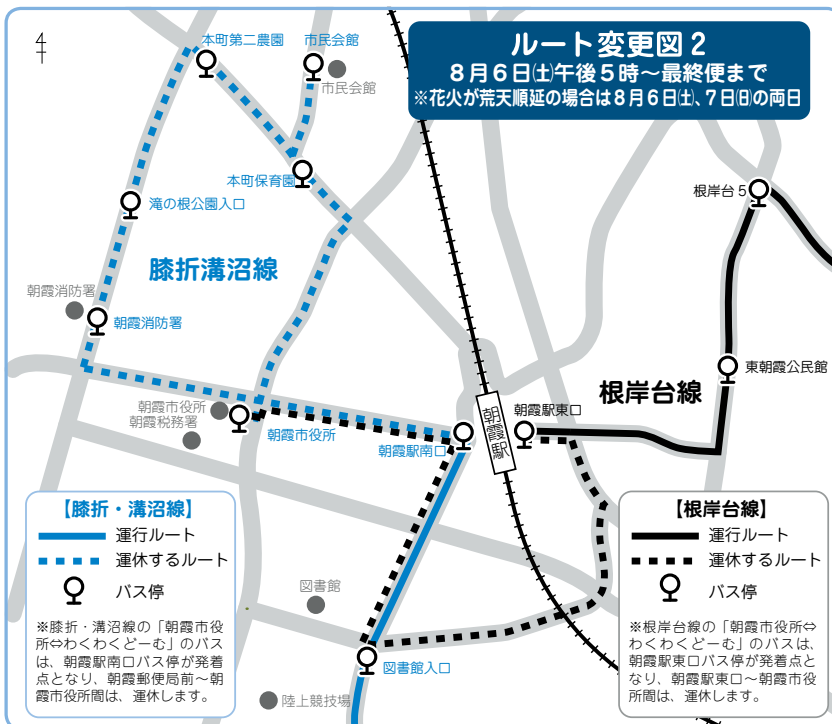 ルート変更図2
8月6日㈯午後5時～最終便まで
※花火が荒天順延の場合は8月6日㈯、7日㈰の両日
4
本町第二農園
市民会館
市民会館
本町保育園
根岸台5
滝の根公園入口
膝折溝沼線
朝霞消防署
朝霞消防署
東朝霞公民館
根岸台線
朝霞駅
朝霞駅東口
朝霞市役所
朝霞税務署
朝霞市役所
朝霞駅南口
図書館
図書館入口
陸上競技場
【膝折・溝沼線】
運行ルート
運休するルート
バス停
※膝折・溝沼線の「朝霞市役
所⇔わくわくどーむ」のバス
は、朝霞駅南口バス停が発着
点となり、朝霞郵便局前～朝
霞市役所間は、運休します。
【根岸台線】
運行ルート
運休するルート
バス停
※根岸台線の「朝霞市役所⇔
わくわくどーむ」のバスは、
朝霞駅東口バス停が発着点
となり、朝霞駅東口～朝霞市役
所間は、運休します。